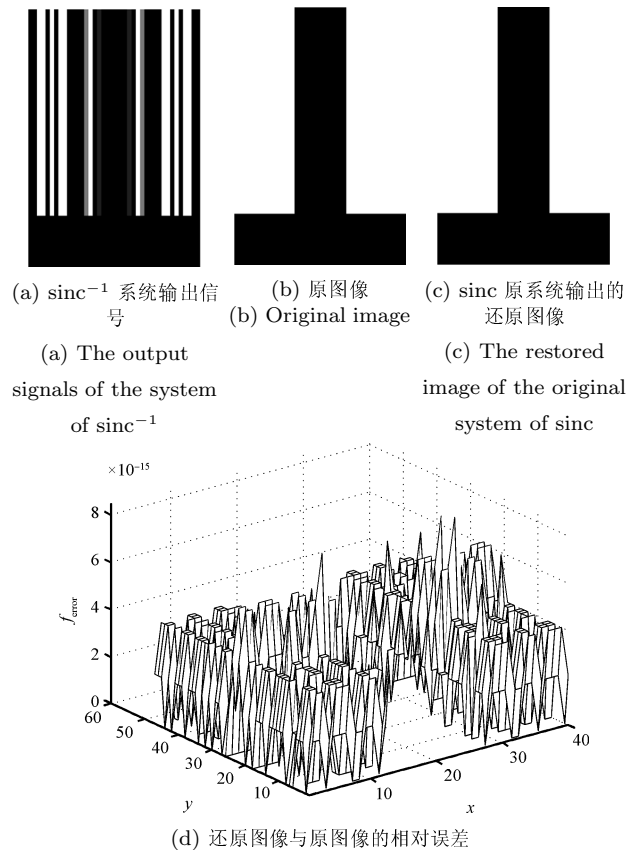 (a) sinc⁻¹ 系统输出信
号
(a) The output
signals of the system
of sinc⁻¹
(b) 原图像
(b) Original image
(c) sinc 原系统输出的
还原图像
(c) The restored
image of the original
system of sinc
×10⁻¹⁵
8
6
4
2
0
f_error
60
50
40
30
20
10
y
10
20
30
40
x
(d) 还原图像与原图像的相对误差